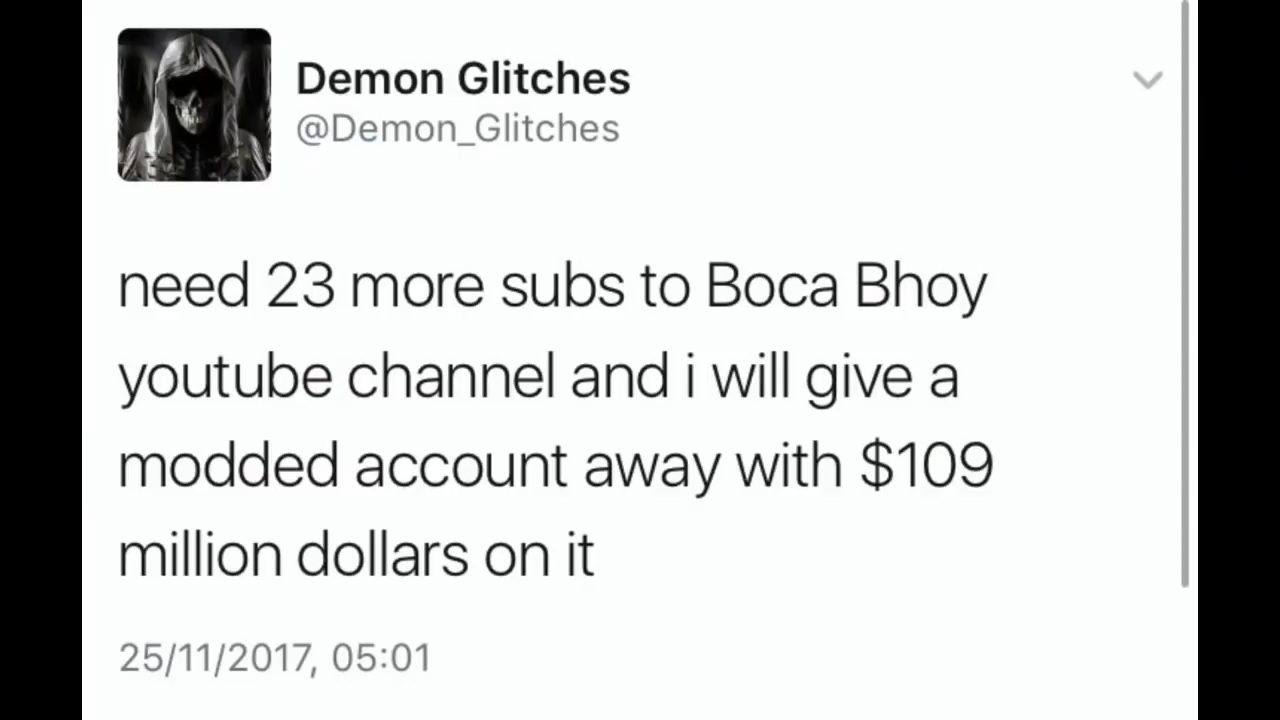 Demon Glitches
@Demon_Glitches
need 23 more subs to Boca Bhoy
youtube channel and i will give a
modded account away with $109
million dollars on it
25/11/2017, 05:01